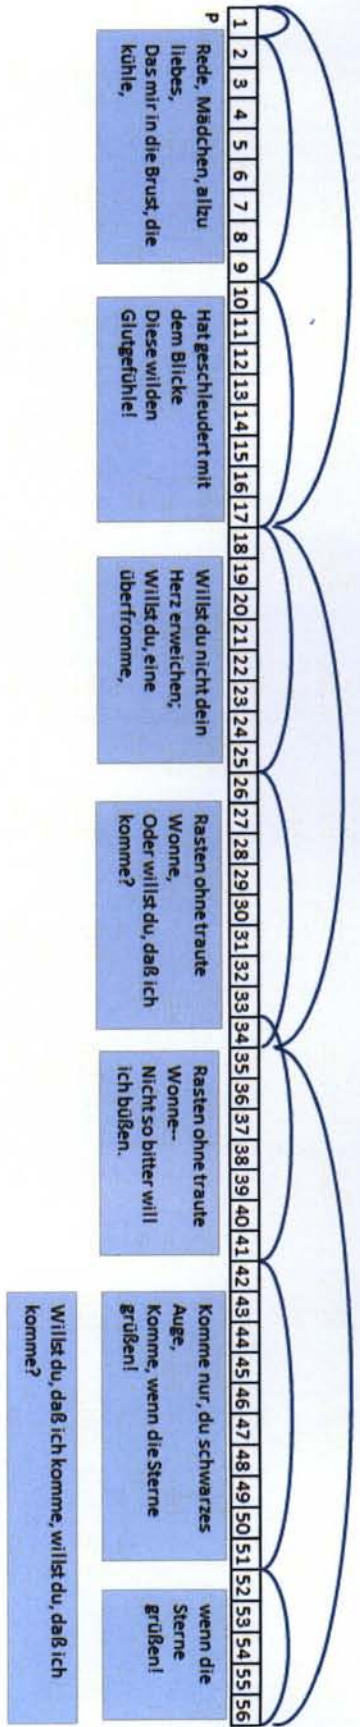 P
1 2 3 4 5 6 7 8 9 10 11 12 13 14 15 16 17 18 19 20 21 22 23 24 25 26 27 28 29 30 31 32 33 34 35 36 37 38 39 40 41 42 43 44 45 46 47 48 49 50 51 52 53 54 55 56
Rede, Mädchen, allzu
liebes,
Das mir in die Brust, die
kühle,
Hat geschleudert mit
dem Blicke
Diese wilden
Glutgefühle!
Willst du nicht dein
Herz erweichen;
Willst du, eine
überfromme,
Rasten ohne traute
Wonne,
Oder willst du, daß ich
komme?
Rasten ohne traute
Wonne--
Nicht so bitter will
ich büßen.
Komme nur, du schwarzes
Auge,
Komme, wenn die Sterne
grüßen!
wenn die
Sterne
grüßen!
Willst du, daß ich komme, willst du, daß ich
komme?